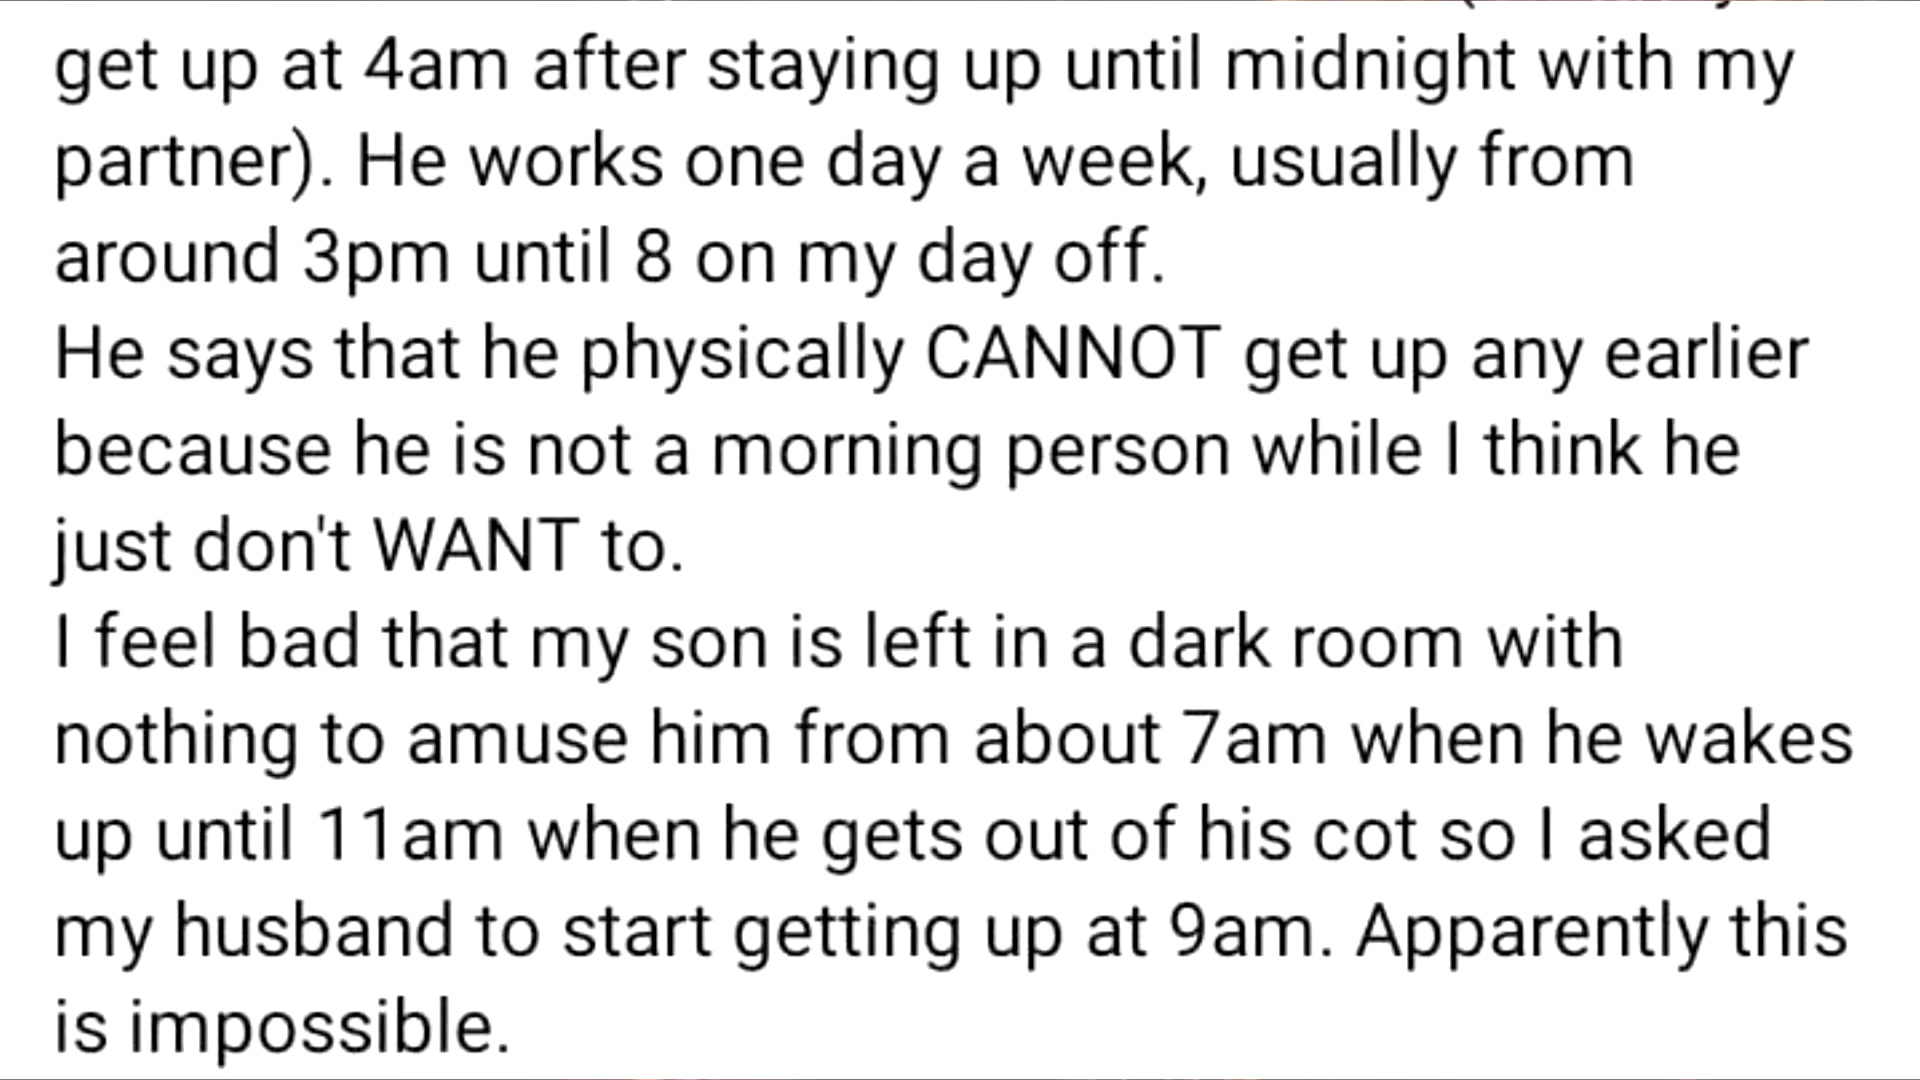 get up at 4am after staying up until midnight with my
partner). He works one day a week, usually from
around 3pm until 8 on my day off.
He says that he physically CANNOT get up any earlier
because he is not a morning person while I think he
just don't WANT to.
I feel bad that my son is left in a dark room with
nothing to amuse him from about 7am when he wakes
up until 11am when he gets out of his cot so I asked
my husband to start getting up at 9am. Apparently this
is impossible.